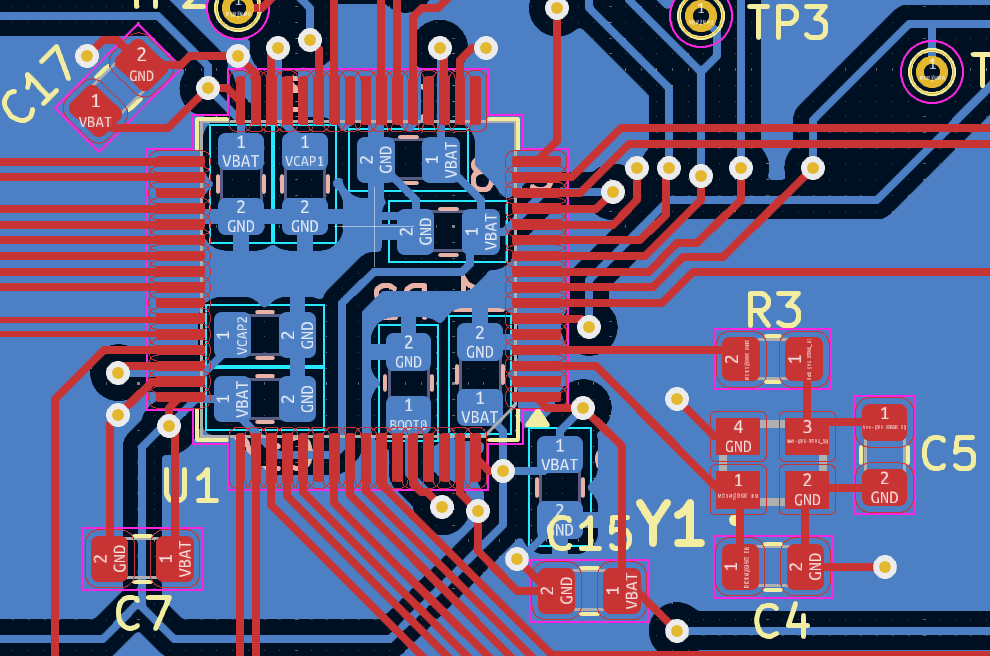 TP3
C17
2
GND
1
VBAT
1
VBAT
2
GND
1
VCAP1
2
GND
2
GND
1
VBAT
2
GND
1
VBAT
1
VCAP2
2
GND
1
VBAT
2
GND
2
GND
1
BOOT0
2
GND
1
VBAT
U1
1
VBAT
2
GND
C15
2
GND
1
VBAT
Y1
R3
2
1
4
GND
3
1
2
GND
1
2
GND
C5
1
2
GND
C4
2
GND
1
VBAT
C7